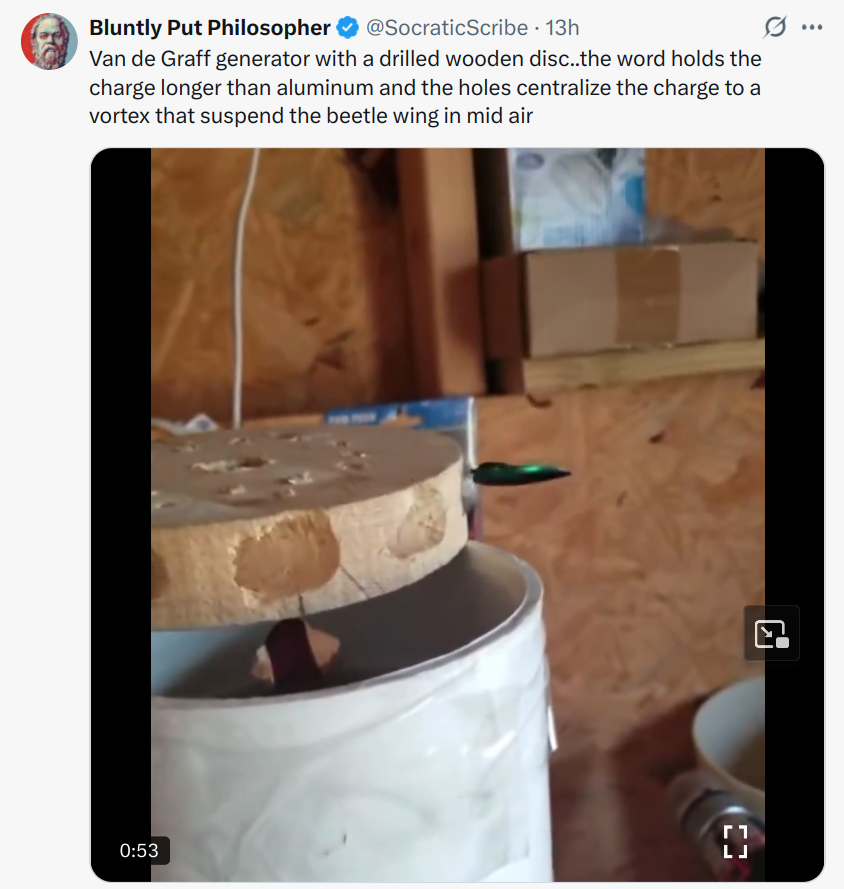 Bluntly Put Philosopher @SocraticScribe · 13h
Van de Graff generator with a drilled wooden disc..the word holds the
charge longer than aluminum and the holes centralize the charge to a
vortex that suspend the beetle wing in mid air
0:53